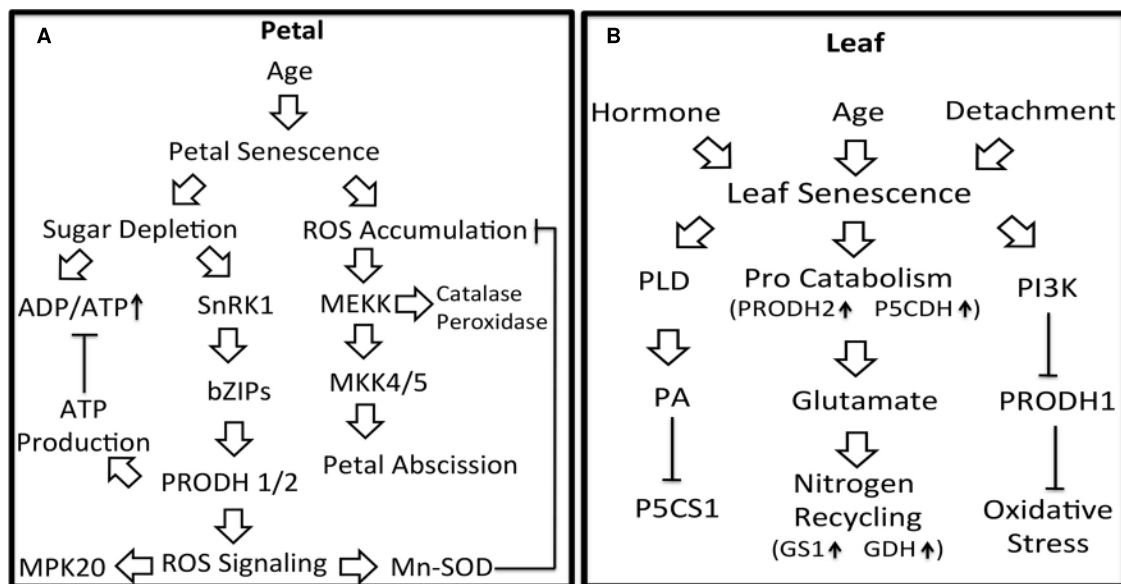 A
Petal
Age
Petal Senescence
Sugar Depletion
ROS Accumulation
ADP/ATP
SnRK1
MEKK
Catalase
Peroxidase
bZIPs
MKK4/5
ATP
Production
Petal Abscission
PRODH 1/2
MPK20
ROS Signaling
Mn-SOD
B
Leaf
Hormone
Age
Detachment
Leaf Senescence
PLD
Pro Catabolism
(PRODH2 P5CDH )
PI3K
PA
Glutamate
PRODH1
P5CS1
Nitrogen
Recycling
(GS1 GDH )
Oxidative
Stress